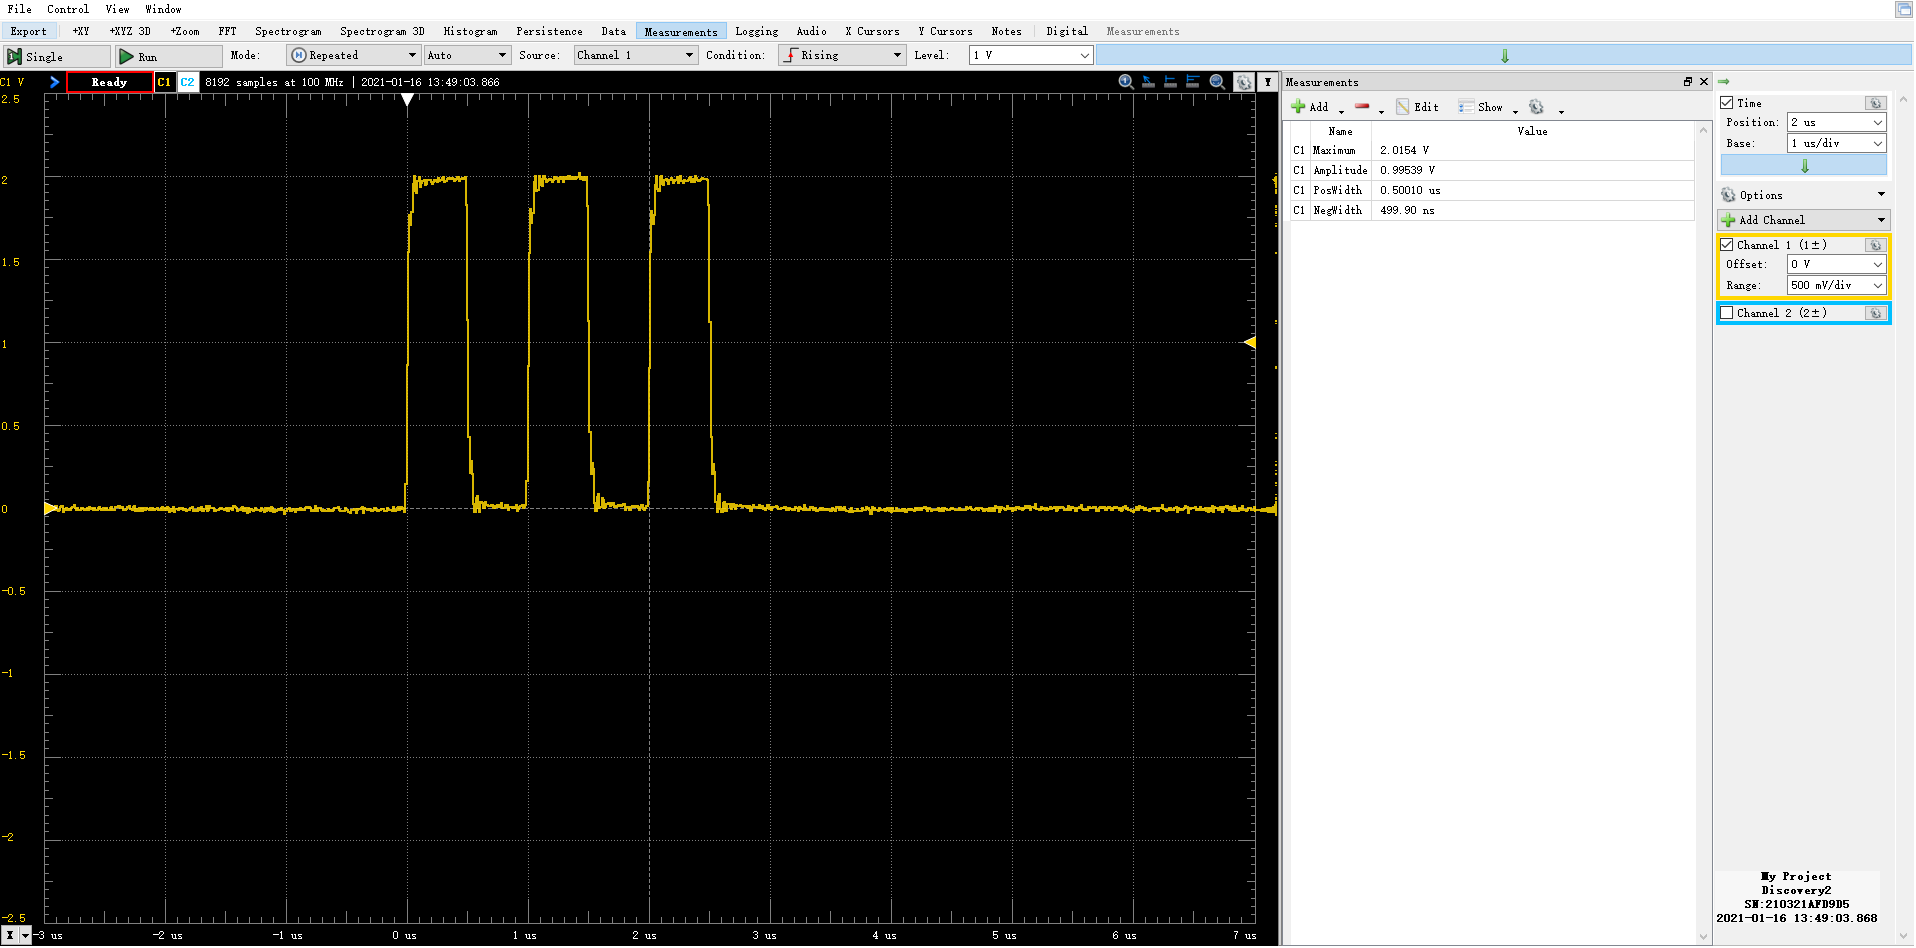 File Control View Window
Export +XY +XYZ 3D +Zoom FFT Spectrogram Spectrogram 3D Histogram Persistence Data Measurements Logging Audio X Cursors Y Cursors Notes Digital Measurements
Single Run Mode: Repeated Auto Source: Channel 1 Condition: Rising Level: 1 V
C1 V Ready C1 C2 8192 samples at 100 MHz | 2021-01-16 13:49:03.866 Y
2.5
2
1.5
1
0.5
0
-0.5
-1
-1.5
-2
-2.5
X -3 us -2 us -1 us 0 us 1 us 2 us 3 us 4 us 5 us 6 us 7 us
Measurements
Add Edit Show
Name Value
C1 Maximum 2.0154 V
C1 Amplitude 0.99539 V
C1 PosWidth 0.50010 us
C1 NegWidth 499.90 ns
Time
Position: 2 us
Base: 1 us/div
Options
Add Channel
Channel 1 (1±)
Offset: 0 V
Range: 500 mV/div
Channel 2 (2±)
My Project
Discovery2
SN:210321AFD9D5
2021-01-16 13:49:03.868